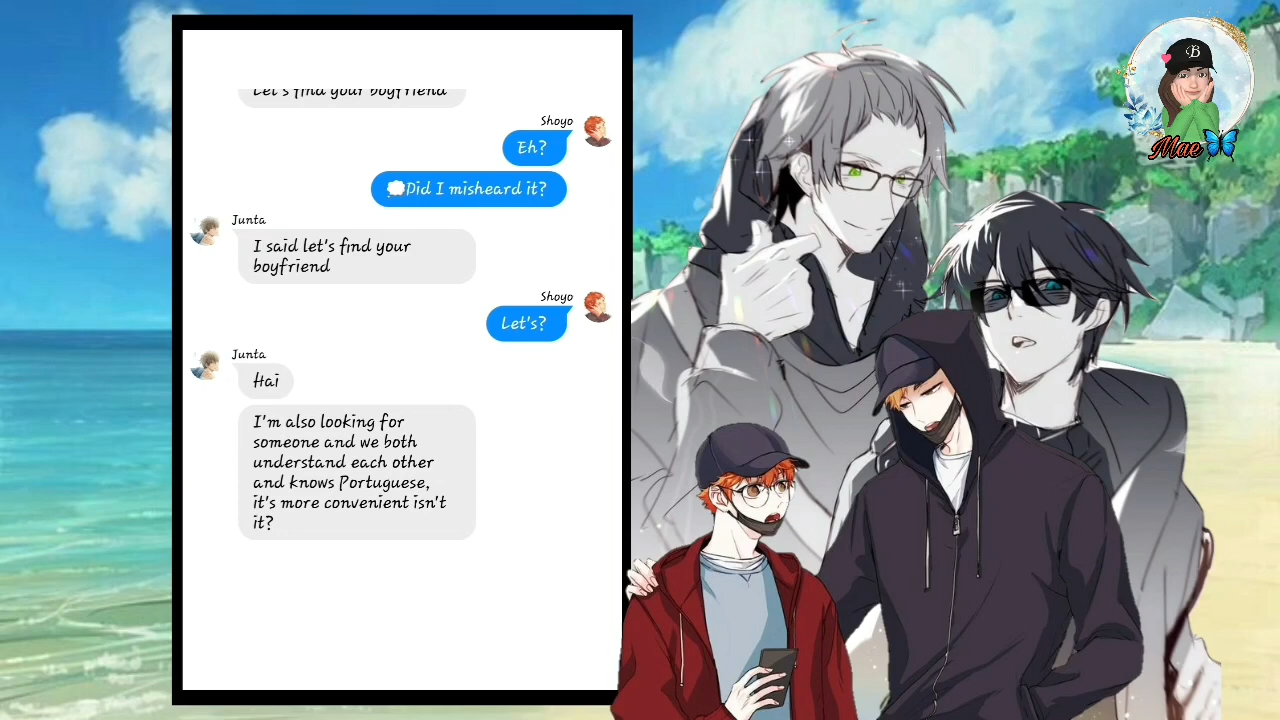 Let's find your boyfriend
Shoyo
Eh?
💭Did I misheard it?
Junta
I said let's find your
boyfriend
Shoyo
Let's?
Junta
Hai
I'm also looking for
someone and we both
understand each other
and knows Portuguese,
it's more convenient isn't
it?
B
Mae